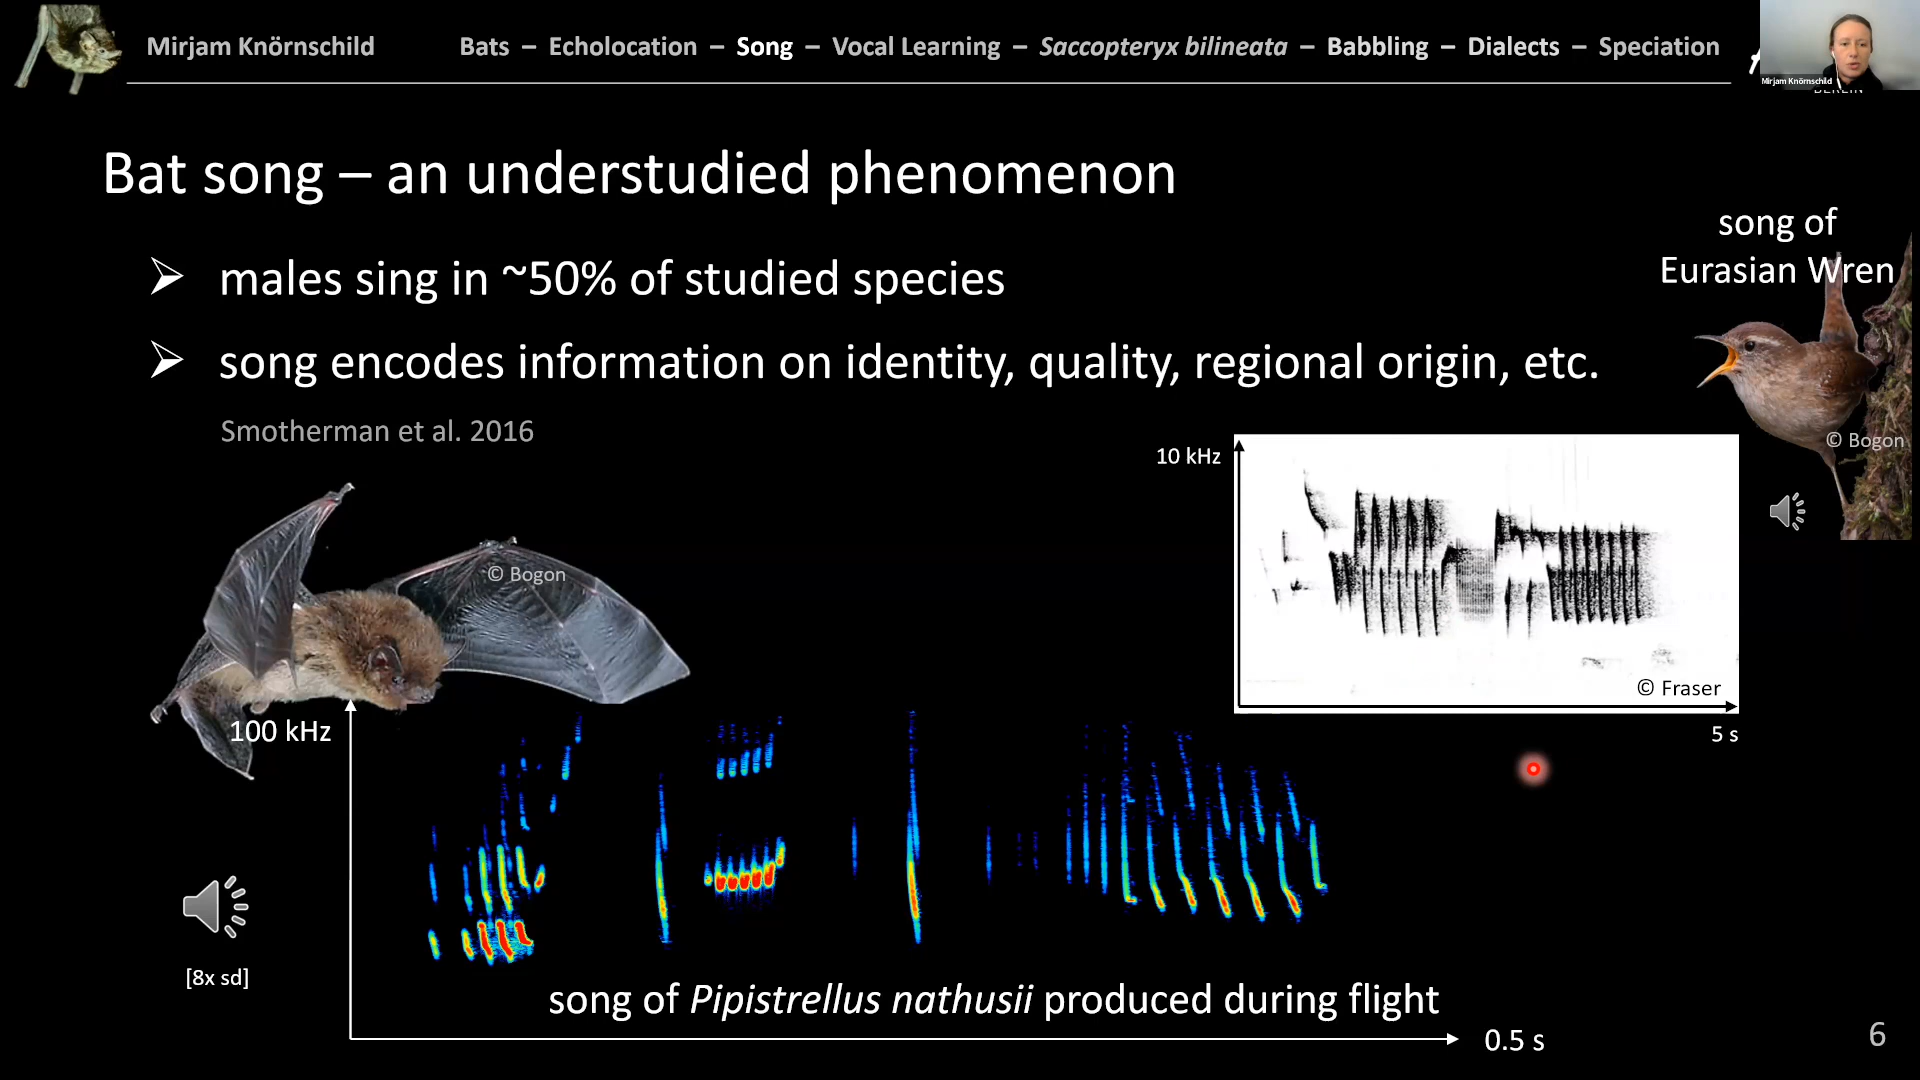 Mirjam Knörnschild
Bats – Echolocation – Song – Vocal Learning – Saccopteryx bilineata – Babbling – Dialects – Speciation
Mirjam Knörnschild
BERLIN
Bat song – an understudied phenomenon
song of
Eurasian Wren
males sing in ~50% of studied species
song encodes information on identity, quality, regional origin, etc.
Smotherman et al. 2016
© Bogon
10 kHz
© Bogon
© Fraser
5 s
100 kHz
[8x sd]
song of Pipistrellus nathusii produced during flight
0.5 s
6